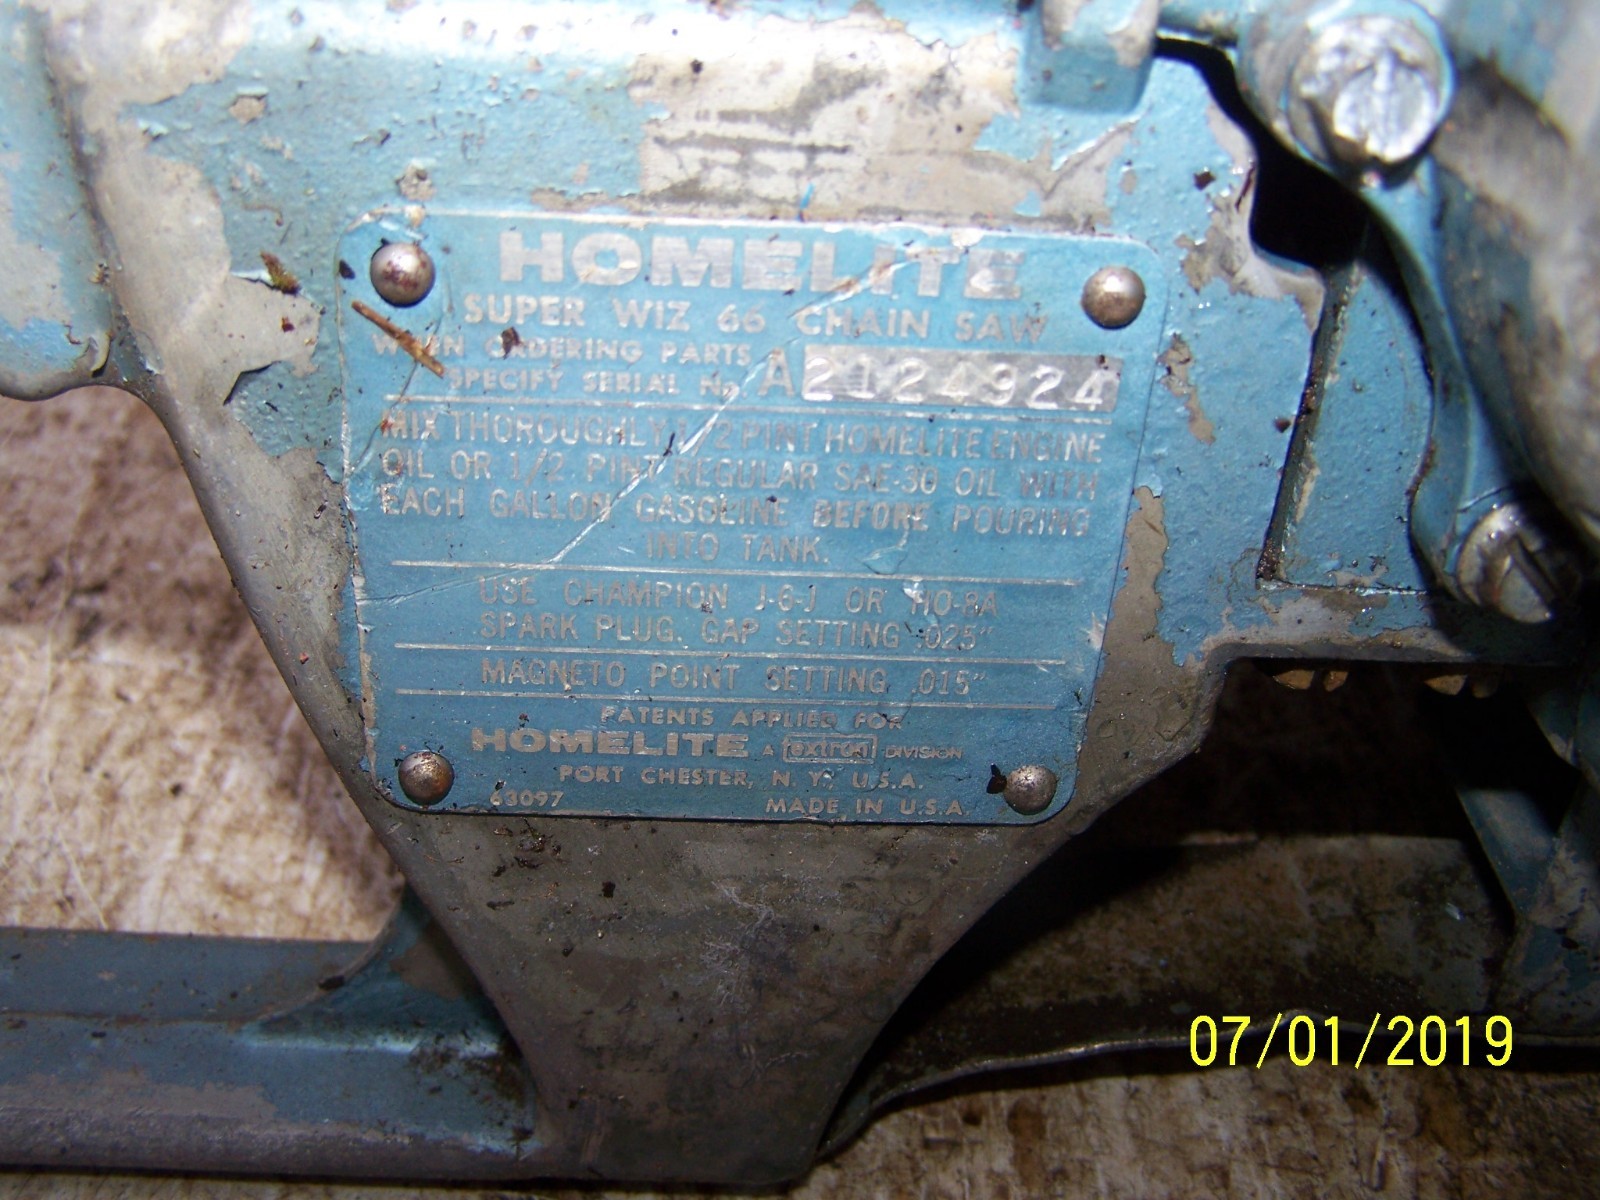 HOMELITE
SUPER WIZ 66 CHAIN SAW
WHEN ORDERING PARTS
SPECIFY SERIAL No. A2124924
MIX THOROUGHLY 1/2 PINT HOMELITE ENGINE
OIL OR 1/2 PINT REGULAR SAE-30 OIL WITH
EACH GALLON GASOLINE BEFORE POURING
INTO TANK.
USE CHAMPION J-6-J OR HO-8A
SPARK PLUG. GAP SETTING .025"
MAGNETO POINT SETTING .015"
PATENTS APPLIED FOR
HOMELITE A textron DIVISION
PORT CHESTER, N. Y., U.S.A.
63097 MADE IN U.S.A.
07/01/2019